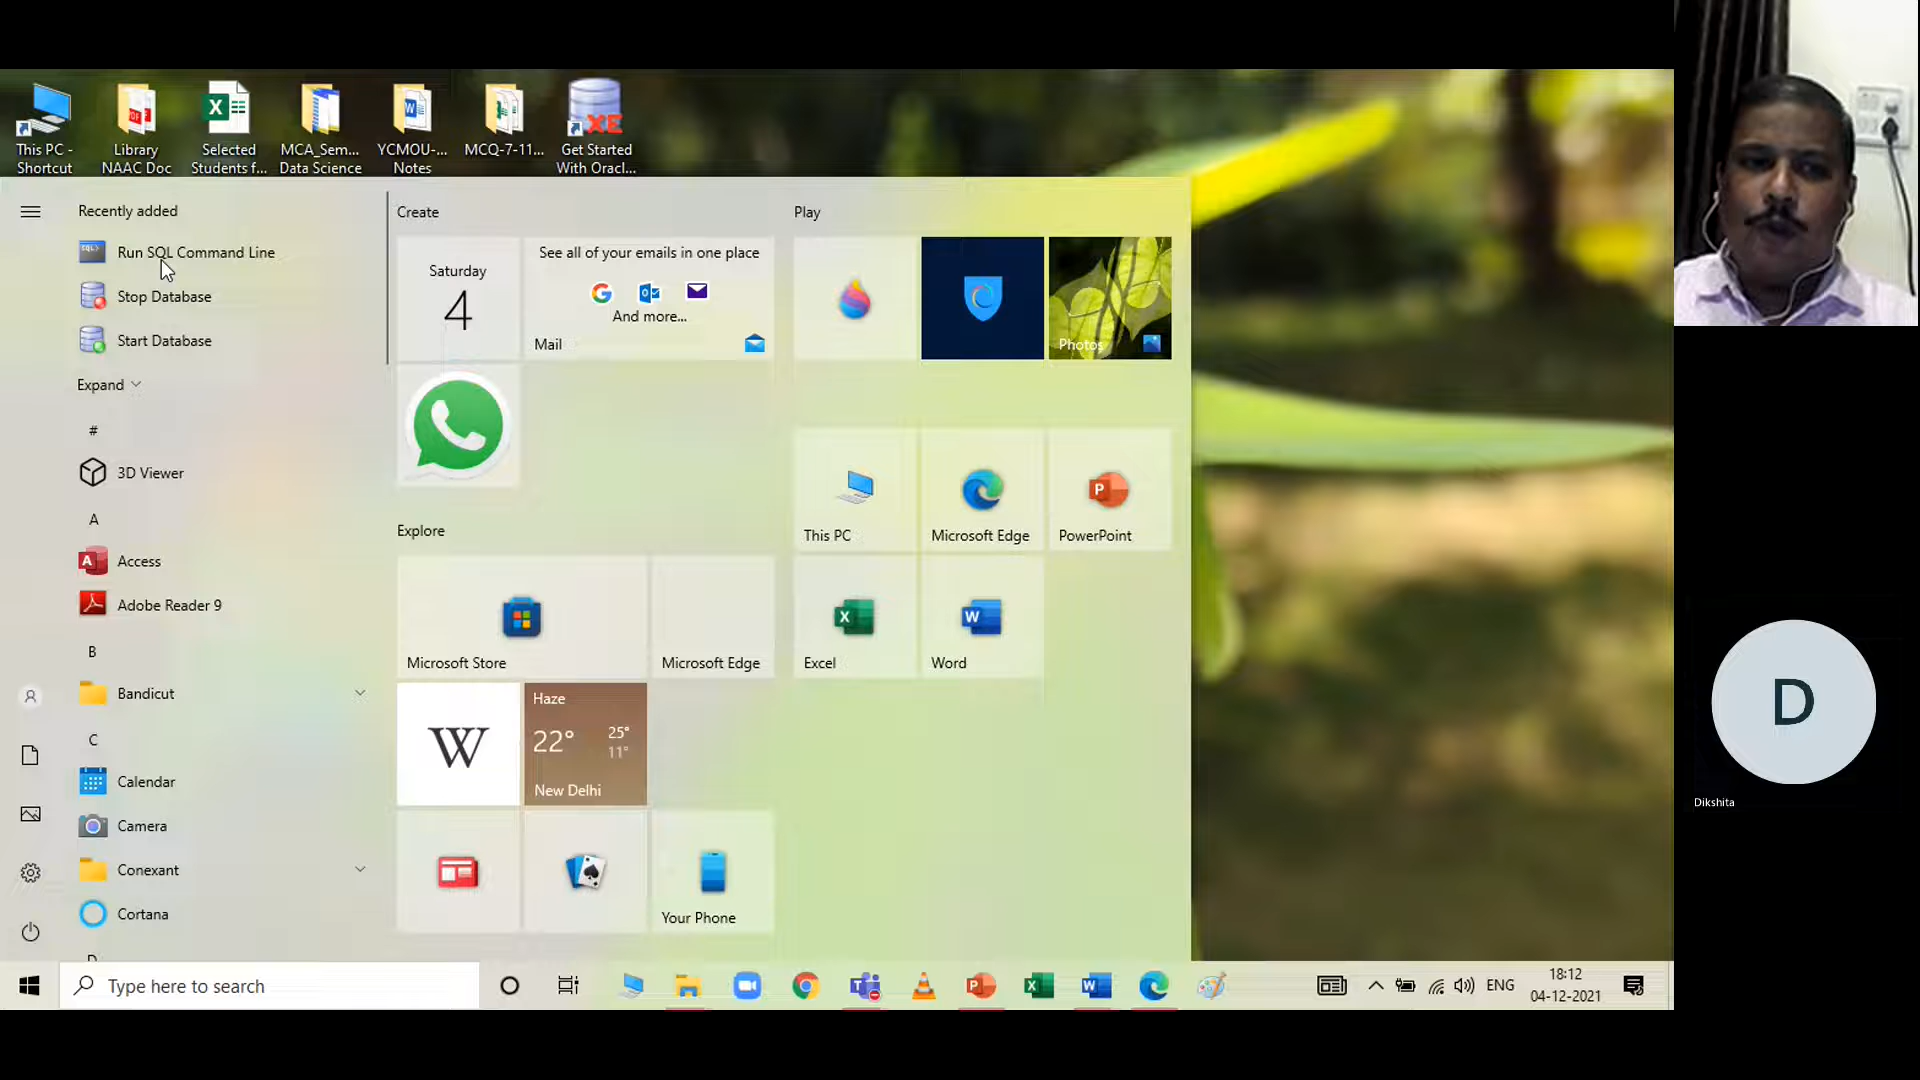 This PC -
Shortcut
Library
NAAC Doc
Selected
Students f...
MCA_Sem...
Data Science
YCMOU-...
Notes
MCQ-7-11...
XE
Get Started
With Oracl...
Recently added
Run SQL Command Line
Stop Database
Start Database
Expand
#
3D Viewer
A
Access
Adobe Reader 9
B
Bandicut
C
Calendar
Camera
Conexant
Cortana
Create
Saturday
4
See all of your emails in one place
And more...
Mail
Explore
Microsoft Store
Microsoft Edge
W
Haze
22°
25°
11°
New Delhi
Your Phone
Play
Photos
This PC
Microsoft Edge
PowerPoint
Excel
Word
Type here to search
ENG
18:12
04-12-2021
D
Dikshita